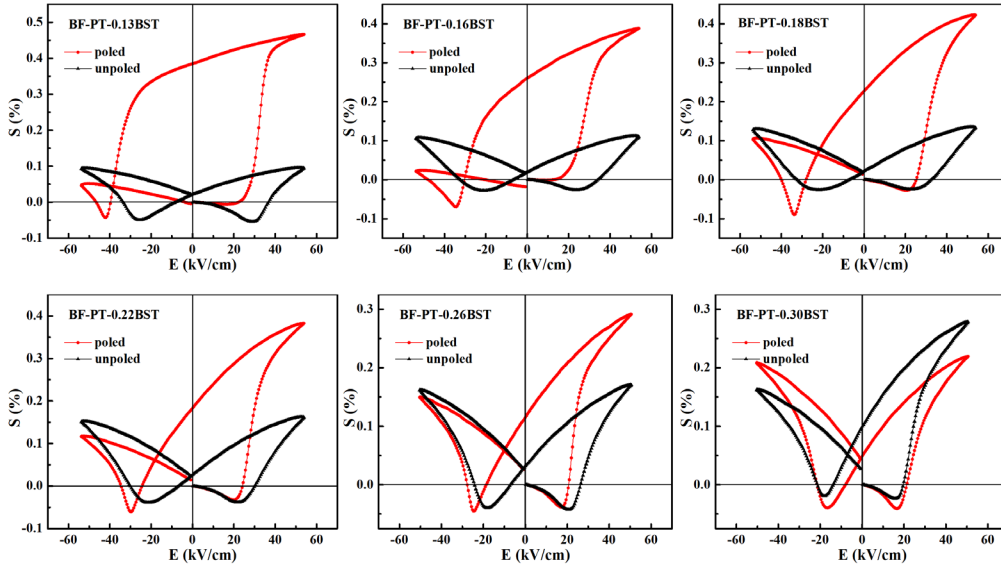 BF-PT-0.13BST
poled
unpoled
S (%)
0.5
0.4
0.3
0.2
0.1
0.0
-0.1
-60 -40 -20 0 20 40 60
E (kV/cm)
BF-PT-0.16BST
poled
unpoled
S (%)
0.4
0.3
0.2
0.1
0.0
-0.1
-60 -40 -20 0 20 40 60
E (kV/cm)
BF-PT-0.18BST
poled
unpoled
S (%)
0.4
0.3
0.2
0.1
0.0
-0.1
-60 -40 -20 0 20 40 60
E (kV/cm)
BF-PT-0.22BST
poled
unpoled
S (%)
0.4
0.3
0.2
0.1
0.0
-0.1
-60 -40 -20 0 20 40 60
E (kV/cm)
BF-PT-0.26BST
poled
unpoled
S (%)
0.3
0.2
0.1
0.0
-60 -40 -20 0 20 40 60
E (kV/cm)
BF-PT-0.30BST
poled
unpoled
S (%)
0.3
0.2
0.1
0.0
-60 -40 -20 0 20 40 60
E (kV/cm)